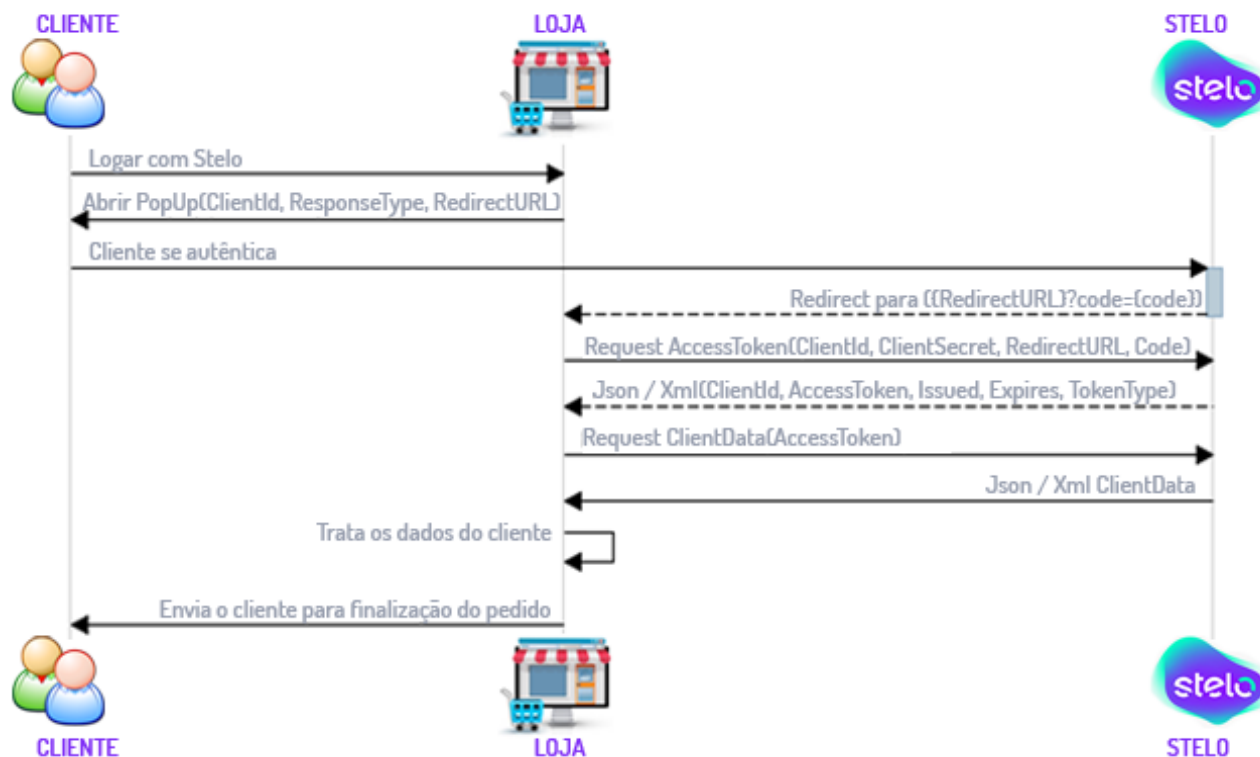 CLIENTE
LOJA
STELO
stelo
Logar com Stelo
Abrir PopUp(ClientId, ResponseType, RedirectURL)
Cliente se autêntica
Redirect para ({RedirectURL}?code={code})
Request AccessToken(ClientId, ClientSecret, RedirectURL, Code)
Json / Xml(ClientId, AccessToken, Issued, Expires, TokenType)
Request ClientData(AccessToken)
Json / Xml ClientData
Trata os dados do cliente
Envia o cliente para finalização do pedido
stelo
CLIENTE
LOJA
STELO